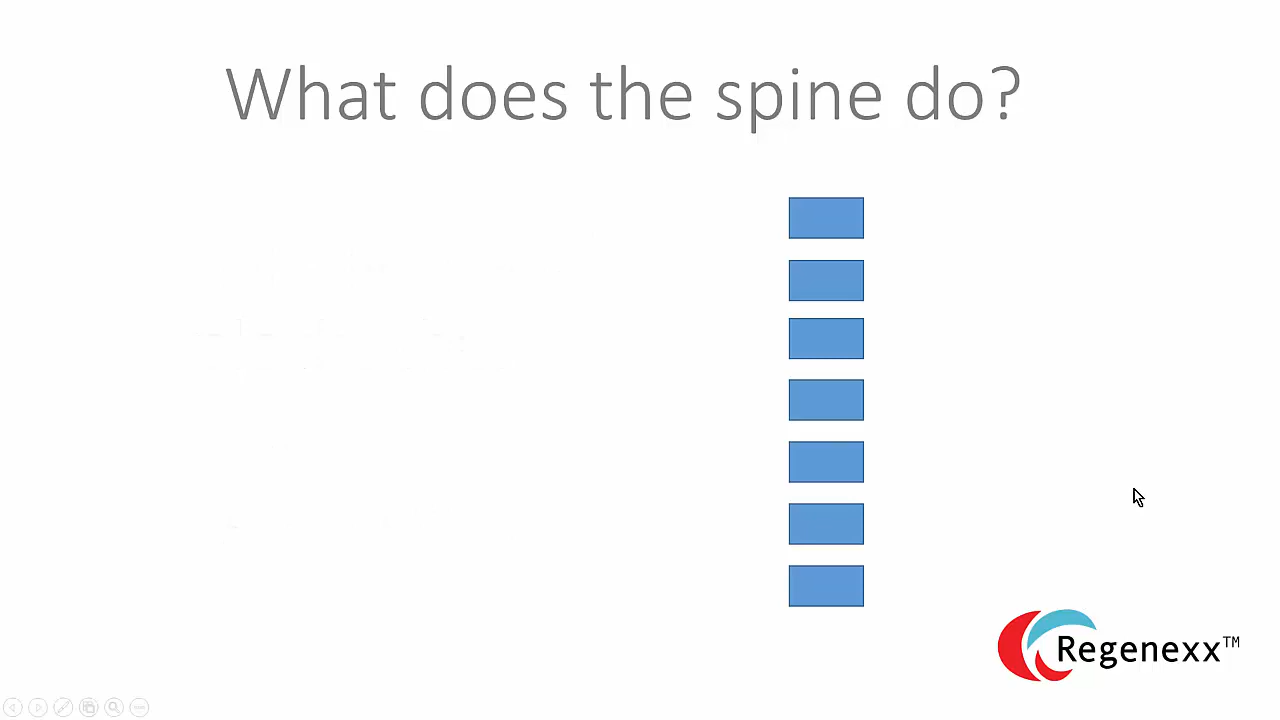 What does the spine do?
Regenexx™